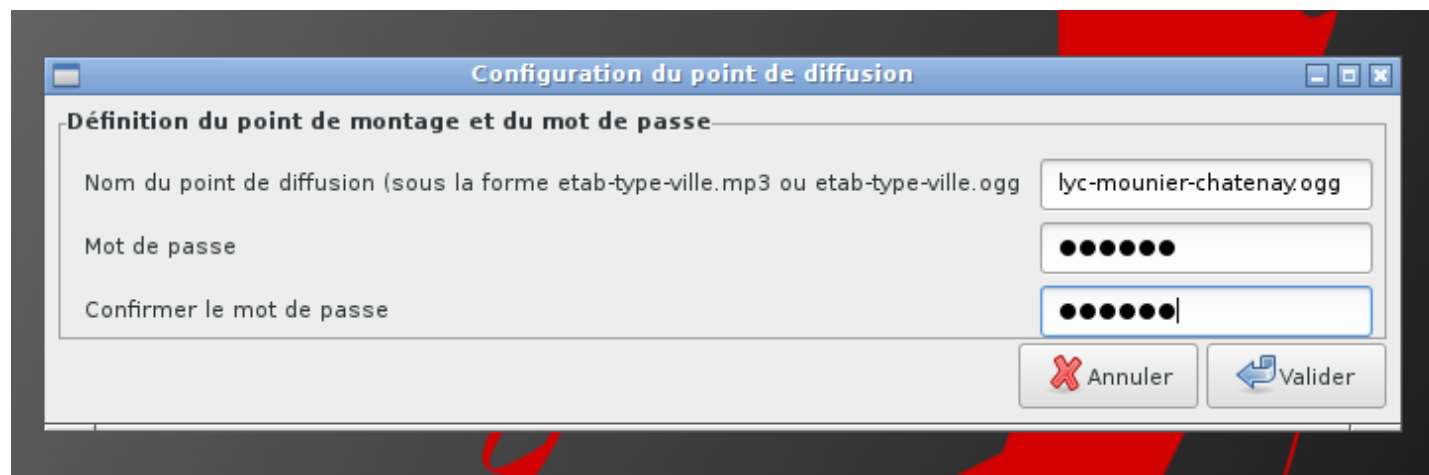 Configuration du point de diffusion
Définition du point de montage et du mot de passe
Nom du point de diffusion (sous la forme etab-type-ville.mp3 ou etab-type-ville.ogg lyc-mounier-chatenay.ogg
Mot de passe ●●●●●●
Confirmer le mot de passe ●●●●●●
Annuler Valider